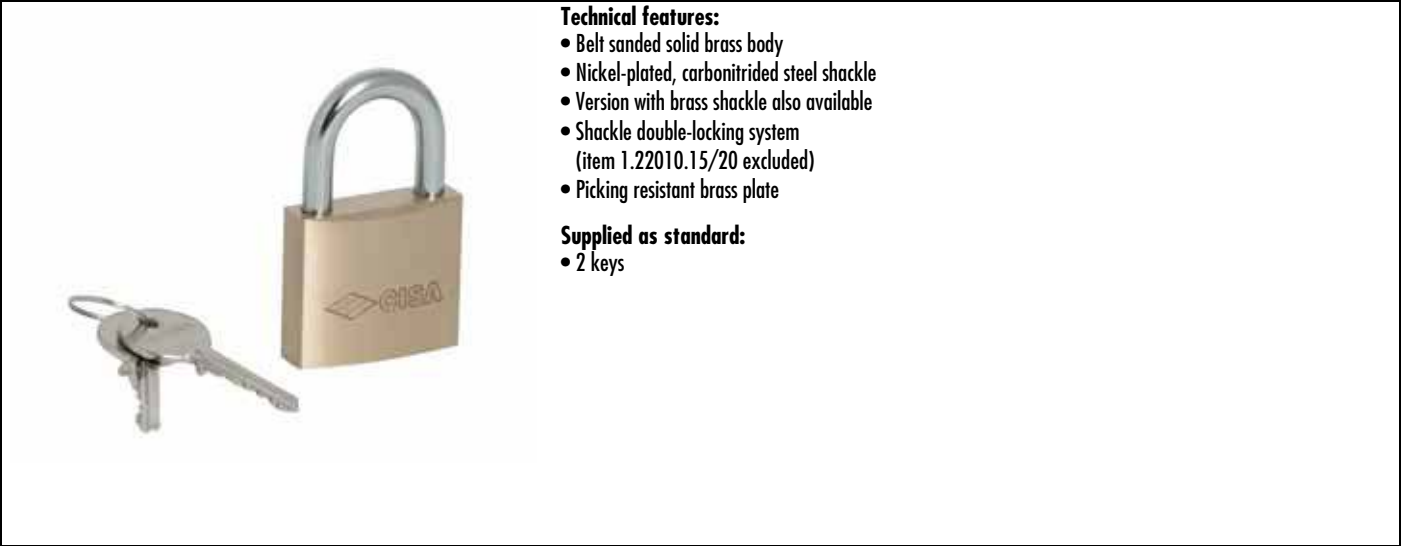 Technical features:
• Belt sanded solid brass body
• Nickel-plated, carbonitrided steel shackle
• Version with brass shackle also available
• Shackle double-locking system
(item 1.22010.15/20 excluded)
• Picking resistant brass plate
Supplied as standard:
• 2 keys
CISA